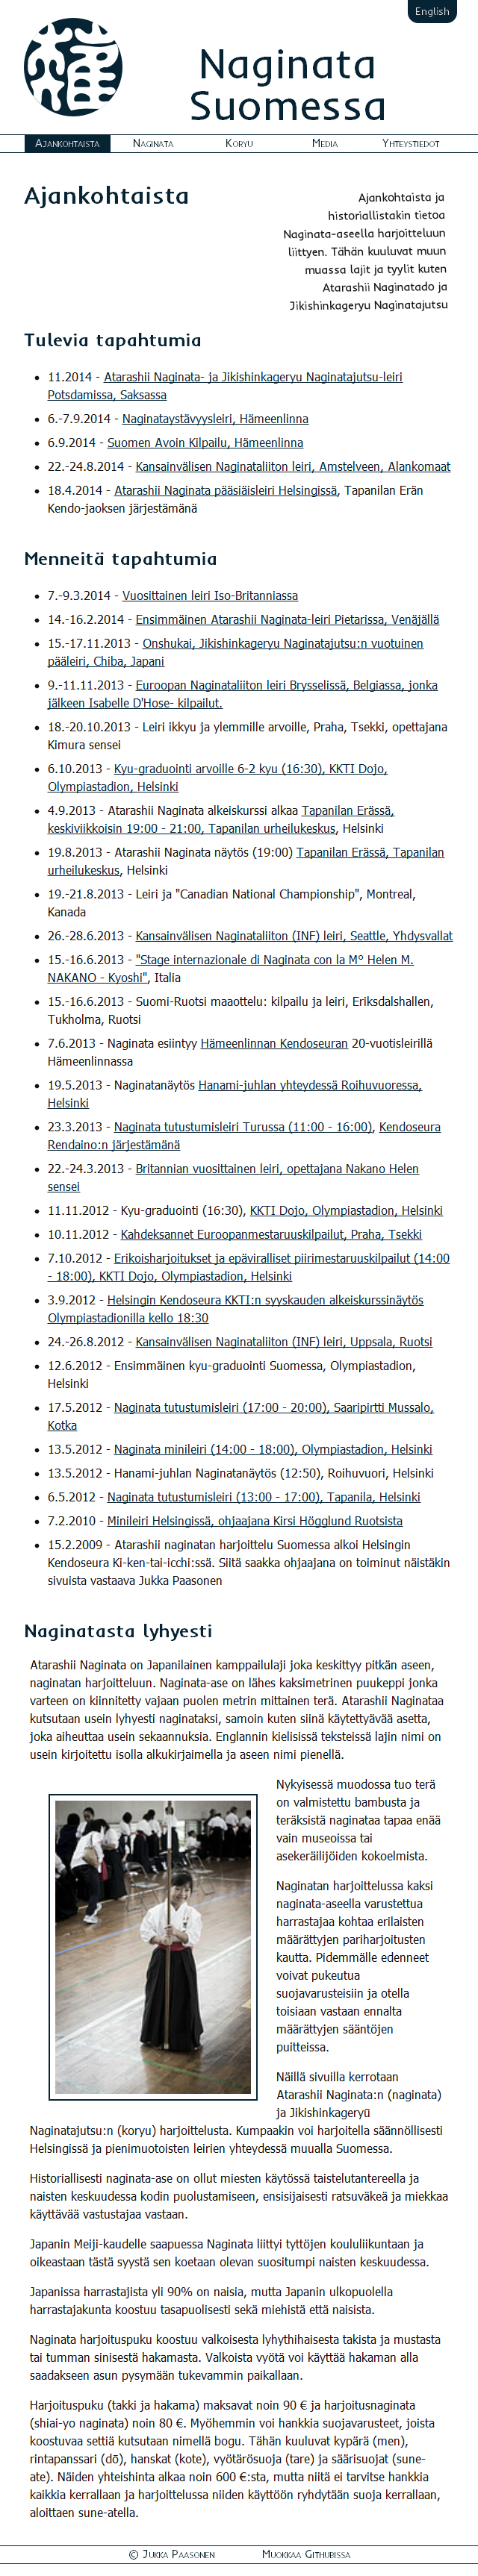 English
Naginata
Suomessa
Ajankohtaista Naginata Koryu Media Yhteystiedot
Ajankohtaista
Ajankohtaista ja
historiallistakin tietoa
Naginata-aseella harjoitteluun
liittyen. Tähän kuuluvat muun
muassa lajit ja tyylit kuten
Atarashii Naginatado ja
Jikishinkageryu Naginatajutsu
Tulevia tapahtumia
11.2014 - Atarashii Naginata- ja Jikishinkageryu Naginatajutsu-leiri
Potsdamissa, Saksassa
6.-7.9.2014 - Naginataystävyysleiri, Hämeenlinna
6.9.2014 - Suomen Avoin Kilpailu, Hämeenlinna
22.-24.8.2014 - Kansainvälisen Naginataliiton leiri, Amstelveen, Alankomaat
18.4.2014 - Atarashii Naginata pääsiäisleiri Helsingissä, Tapanilan Erän
Kendo-jaoksen järjestämänä
Menneitä tapahtumia
7.-9.3.2014 - Vuosittainen leiri Iso-Britanniassa
14.-16.2.2014 - Ensimmäinen Atarashii Naginata-leiri Pietarissa, Venäjällä
15.-17.11.2013 - Onshukai, Jikishinkageryu Naginatajutsu:n vuotuinen
pääleiri, Chiba, Japani
9.-11.11.2013 - Euroopan Naginataliiton leiri Brysselissä, Belgiassa, jonka
jälkeen Isabelle D'Hose- kilpailut.
18.-20.10.2013 - Leiri ikkyu ja ylemmille arvoille, Praha, Tsekki, opettajana
Kimura sensei
6.10.2013 - Kyu-graduointi arvoille 6-2 kyu (16:30), KKTI Dojo,
Olympiastadion, Helsinki
4.9.2013 - Atarashii Naginata alkeiskurssi alkaa Tapanilan Erässä,
keskiviikkoisin 19:00 - 21:00, Tapanilan urheilukeskus, Helsinki
19.8.2013 - Atarashii Naginata näytös (19:00) Tapanilan Erässä, Tapanilan
urheilukeskus, Helsinki
19.-21.8.2013 - Leiri ja "Canadian National Championship", Montreal,
Kanada
26.-28.6.2013 - Kansainvälisen Naginataliiton (INF) leiri, Seattle, Yhdysvallat
15.-16.6.2013 - "Stage internazionale di Naginata con la M° Helen M.
NAKANO - Kyoshi", Italia
15.-16.6.2013 - Suomi-Ruotsi maaottelu: kilpailu ja leiri, Eriksdalshallen,
Tukholma, Ruotsi
7.6.2013 - Naginata esiintyy Hämeenlinnan Kendoseuran 20-vuotisleirillä
Hämeenlinnassa
19.5.2013 - Naginatanäytös Hanami-juhlan yhteydessä Roihuvuoressa,
Helsinki
23.3.2013 - Naginata tutustumisleiri Turussa (11:00 - 16:00), Kendoseura
Rendaino:n järjestämänä
22.-24.3.2013 - Britannian vuosittainen leiri, opettajana Nakano Helen
sensei
11.11.2012 - Kyu-graduointi (16:30), KKTI Dojo, Olympiastadion, Helsinki
10.11.2012 - Kahdeksannet Euroopanmestaruuskilpailut, Praha, Tsekki
7.10.2012 - Erikoisharjoitukset ja epäviralliset piirimestaruuskilpailut (14:00
- 18:00), KKTI Dojo, Olympiastadion, Helsinki
3.9.2012 - Helsingin Kendoseura KKTI:n syyskauden alkeiskurssinäytös
Olympiastadionilla kello 18:30
24.-26.8.2012 - Kansainvälisen Naginataliiton (INF) leiri, Uppsala, Ruotsi
12.6.2012 - Ensimmäinen kyu-graduointi Suomessa, Olympiastadion,
Helsinki
17.5.2012 - Naginata tutustumisleiri (17:00 - 20:00), Saaripirtti Mussalo,
Kotka
13.5.2012 - Naginata minileiri (14:00 - 18:00), Olympiastadion, Helsinki
13.5.2012 - Hanami-juhlan Naginatanäytös (12:50), Roihuvuori, Helsinki
6.5.2012 - Naginata tutustumisleiri (13:00 - 17:00), Tapanila, Helsinki
7.2.2010 - Minileiri Helsingissä, ohjaajana Kirsi Högglund Ruotsista
15.2.2009 - Atarashii naginatan harjoittelu Suomessa alkoi Helsingin
Kendoseura Ki-ken-tai-icchi:ssä. Siitä saakka ohjaajana on toiminut näistäkin
sivuista vastaava Jukka Paasonen
Naginatasta lyhyesti
Atarashii Naginata on Japanilainen kamppailulaji joka keskittyy pitkän aseen,
naginatan harjoitteluun. Naginata-ase on lähes kaksimetrinen puukeppi jonka
varteen on kiinnitetty vajaan puolen metrin mittainen terä. Atarashii Naginataa
kutsutaan usein lyhyesti naginataksi, samoin kuten siinä käytettyävää asetta,
joka aiheuttaa usein sekaannuksia. Englannin kielisissä teksteissä lajin nimi on
usein kirjoitettu isolla alkukirjaimella ja aseen nimi pienellä.
Nykyisessä muodossa tuo terä
on valmistettu bambusta ja
teräksistä naginataa tapaa enää
vain museoissa tai
asekeräilijöiden kokoelmista.
Naginatan harjoittelussa kaksi
naginata-aseella varustettua
harrastajaa kohtaa erilaisten
määrättyjen pariharjoitusten
kautta. Pidemmälle edenneet
voivat pukeutua
suojavarusteisiin ja otella
toisiaan vastaan ennalta
määrättyjen sääntöjen
puitteissa.
Näillä sivuilla kerrotaan
Atarashii Naginata:n (naginata)
ja Jikishinkageryū
Naginatajutsu:n (koryu) harjoittelusta. Kumpaakin voi harjoitella säännöllisesti
Helsingissä ja pienimuotoisten leirien yhteydessä muualla Suomessa.
Historiallisesti naginata-ase on ollut miesten käytössä taistelutantereella ja
naisten keskuudessa kodin puolustamiseen, ensisijaisesti ratsuväkeä ja miekkaa
käyttävää vastustajaa vastaan.
Japanin Meiji-kaudelle saapuessa Naginata liittyi tyttöjen koululiikuntaan ja
oikeastaan tästä syystä sen koetaan olevan suositumpi naisten keskuudessa.
Japanissa harrastajista yli 90% on naisia, mutta Japanin ulkopuolella
harrastajakunta koostuu tasapuolisesti sekä miehistä että naisista.
Naginata harjoituspuku koostuu valkoisesta lyhythihaisesta takista ja mustasta
tai tumman sinisestä hakamasta. Valkoista vyötä voi käyttää hakaman alla
saadakseen asun pysymään tukevammin paikallaan.
Harjoituspuku (takki ja hakama) maksavat noin 90 € ja harjoitusnaginata
(shiai-yo naginata) noin 80 €. Myöhemmin voi hankkia suojavarusteet, joista
koostuvaa settiä kutsutaan nimellä bogu. Tähän kuuluvat kypärä (men),
rintapanssari (dō), hanskat (kote), vyötärösuoja (tare) ja säärisuojat (sune-
ate). Näiden yhteishinta alkaa noin 600 €:sta, mutta niitä ei tarvitse hankkia
kaikkia kerrallaan ja harjoittelussa niiden käyttöön ryhdytään suoja kerrallaan,
aloittaen sune-atella.
© Jukka Paasonen Muokkaa Githubissa